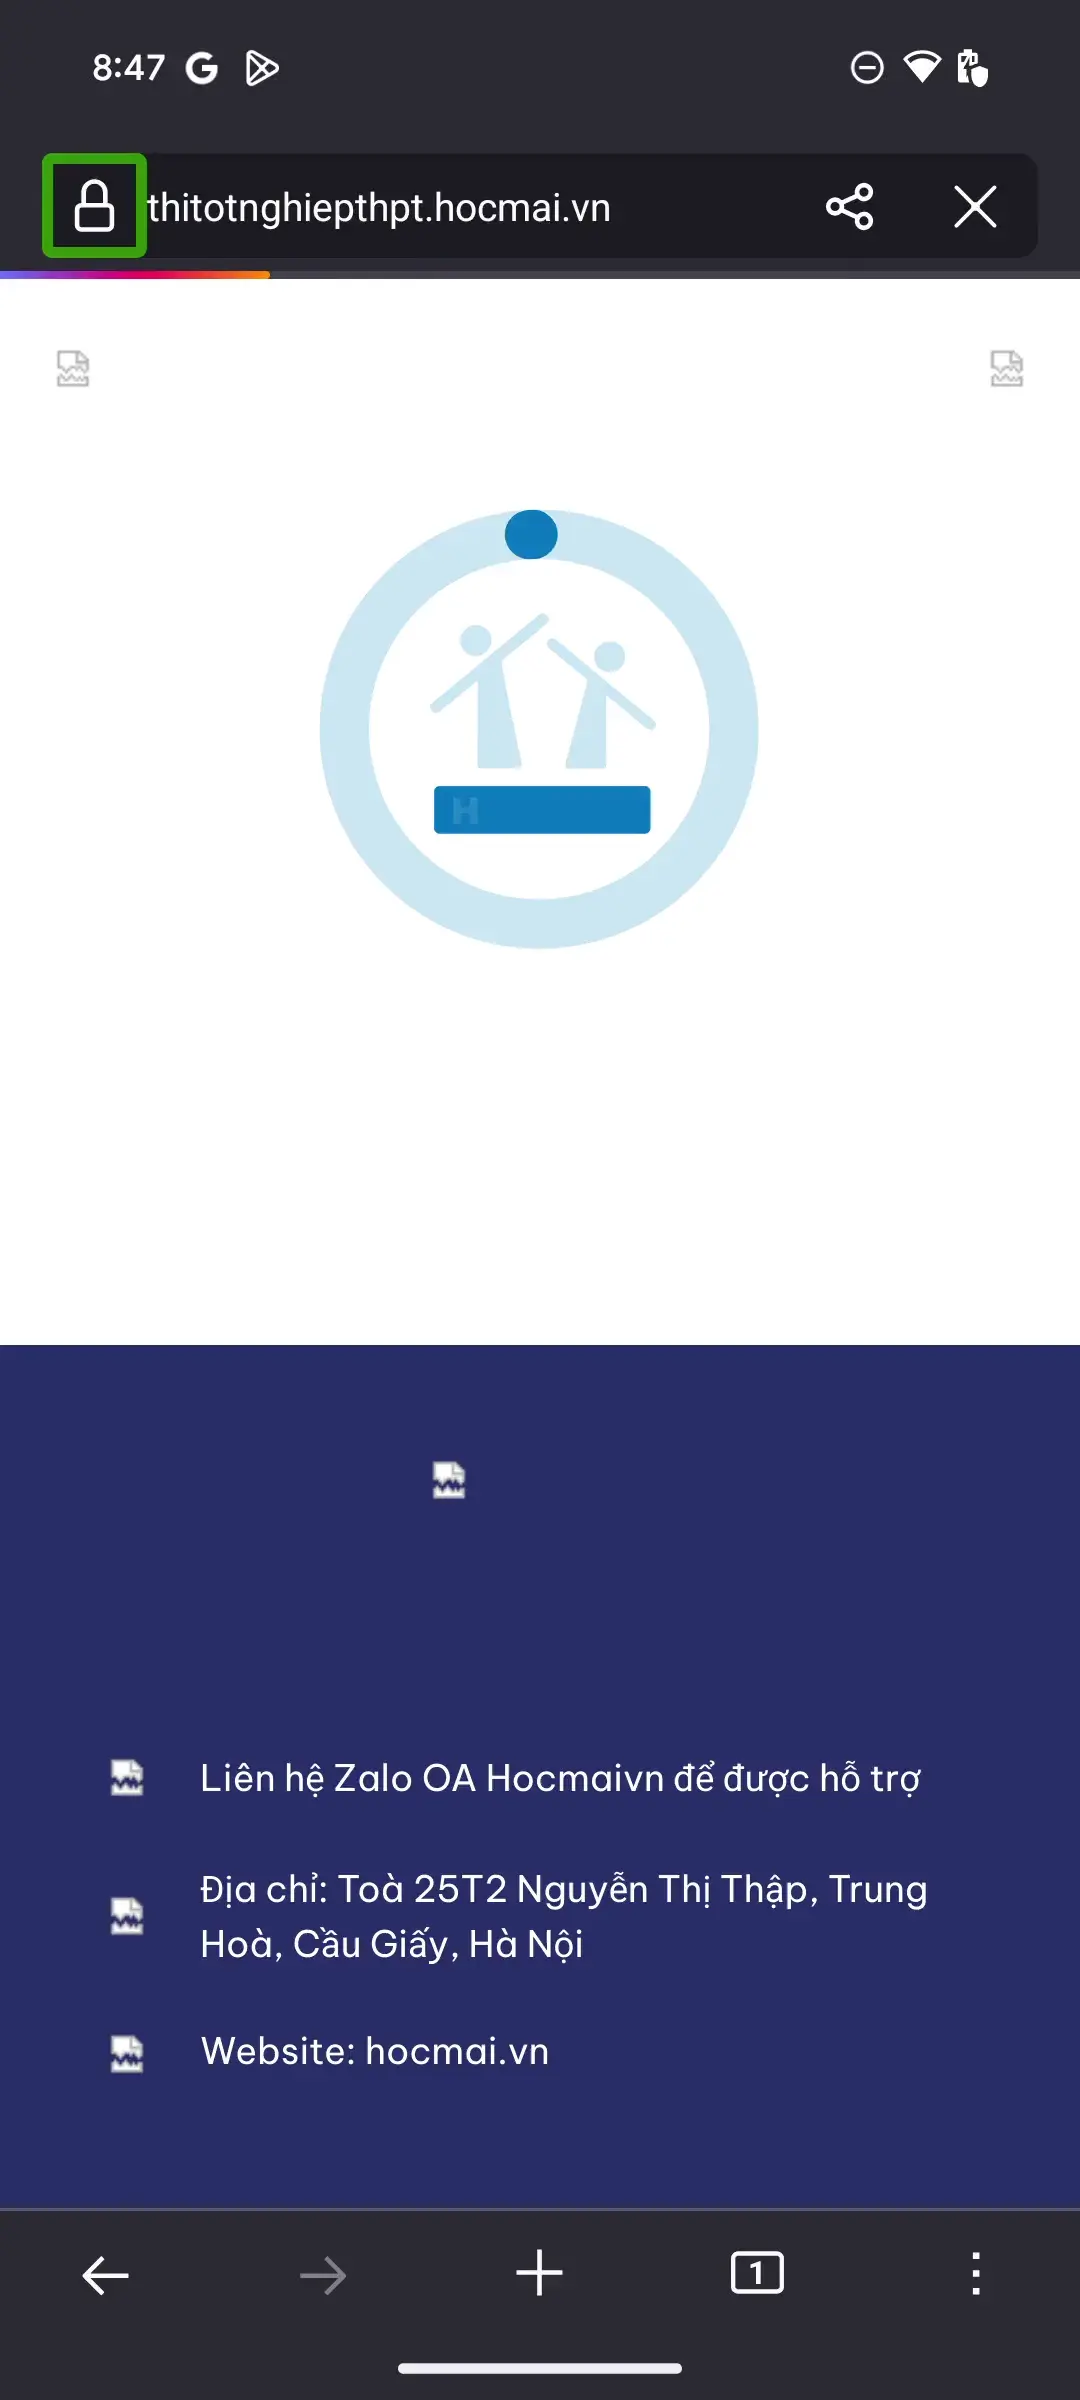 8:47
thitotnghiepthpt.hocmai.vn
H
Liên hệ Zalo OA Hocmaivn để được hỗ trợ
Địa chỉ: Toà 25T2 Nguyễn Thị Thập, Trung
Hoà, Cầu Giấy, Hà Nội
Website: hocmai.vn
1